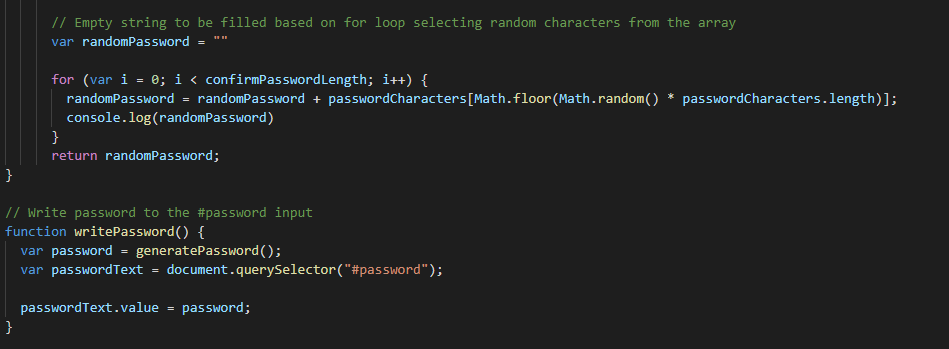 // Empty string to be filled based on for loop selecting random characters from the array
var randomPassword = ""
for (var i = 0; i < confirmPasswordLength; i++) {
randomPassword = randomPassword + passwordCharacters[Math.floor(Math.random() * passwordCharacters.length)];
console.log(randomPassword)
}
return randomPassword;
}
// Write password to the #password input
function writePassword() {
var password = generatePassword();
var passwordText = document.querySelector("#password");
passwordText.value = password;
}